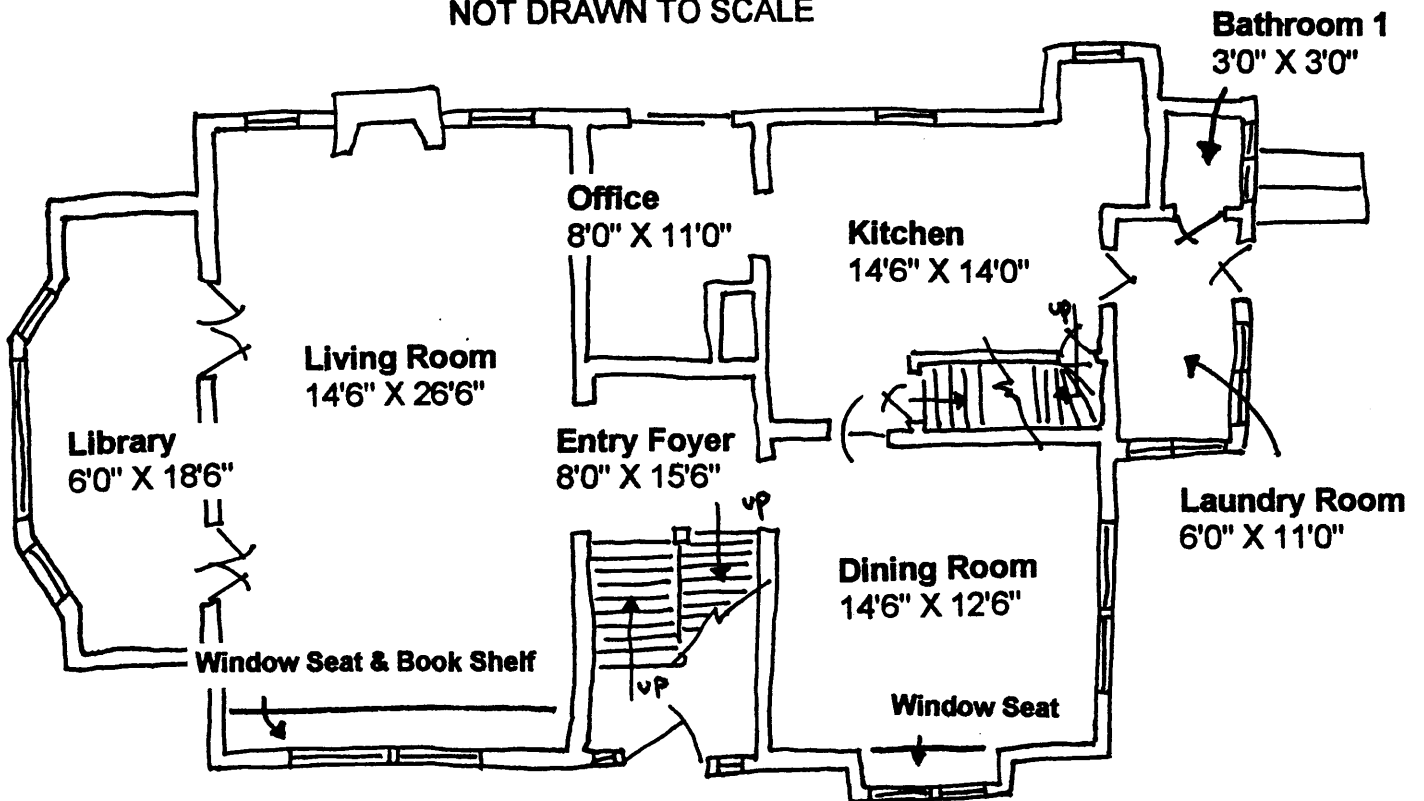 NOT DRAWN TO SCALE
Bathroom 1
3'0" X 3'0"
Office
8'0" X 11'0"
Kitchen
14'6" X 14'0"
up
Living Room
14'6" X 26'6"
Library
6'0" X 18'6"
Entry Foyer
8'0" X 15'6"
up
Laundry Room
6'0" X 11'0"
Dining Room
14'6" X 12'6"
Window Seat & Book Shelf
up
Window Seat